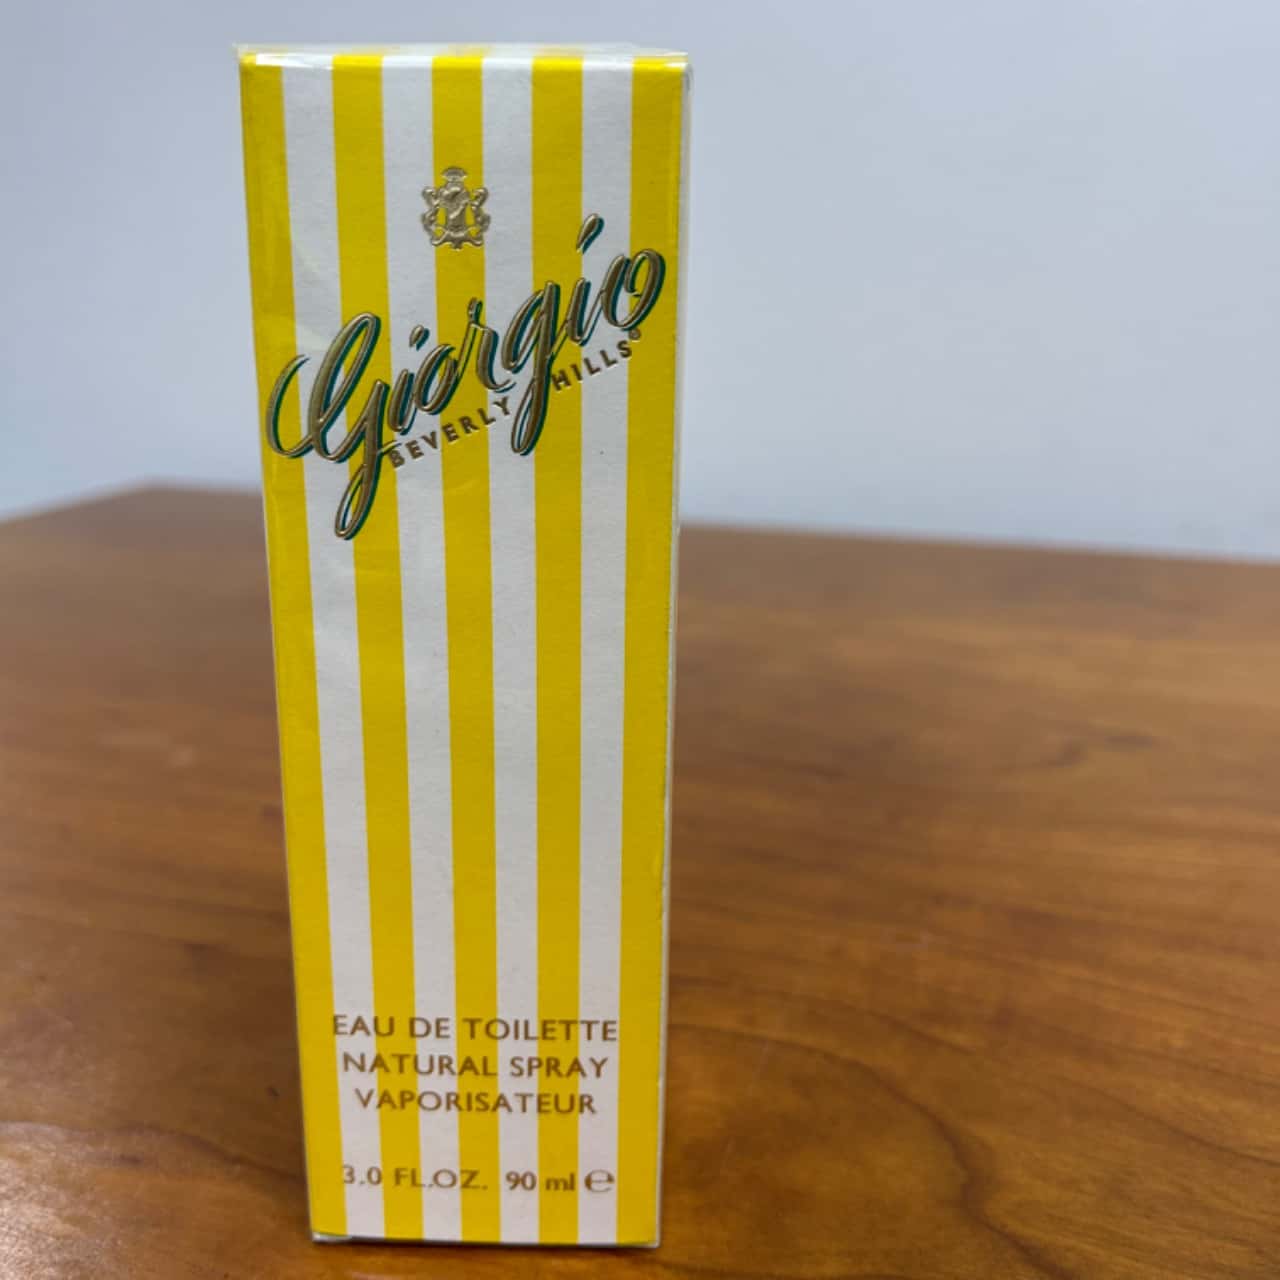 Giorgio
BEVERLY HILLS®
EAU DE TOILETTE
NATURAL SPRAY
VAPORISATEUR
3.0 FL.OZ. 90 ml ℮